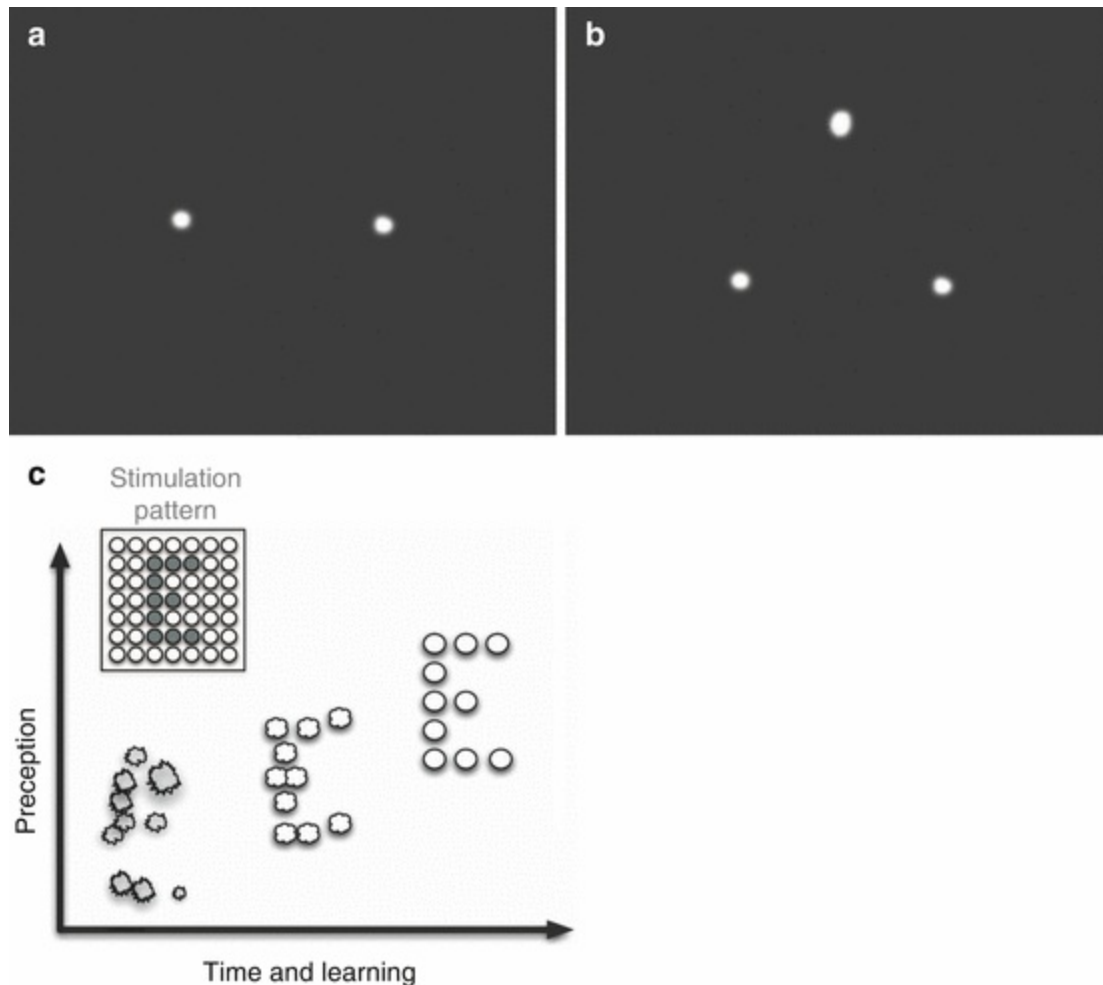 a
b
c
Stimulation
pattern
Preception
Time and learning